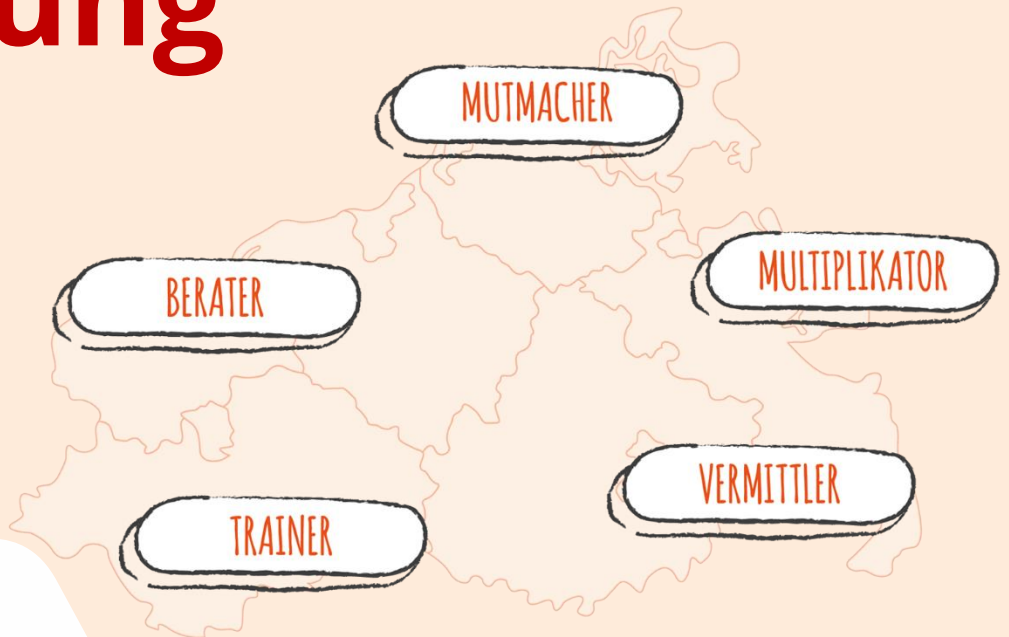 ung
MUTMACHER
MULTIPLIKATOR
BERATER
VERMITTLER
TRAINER